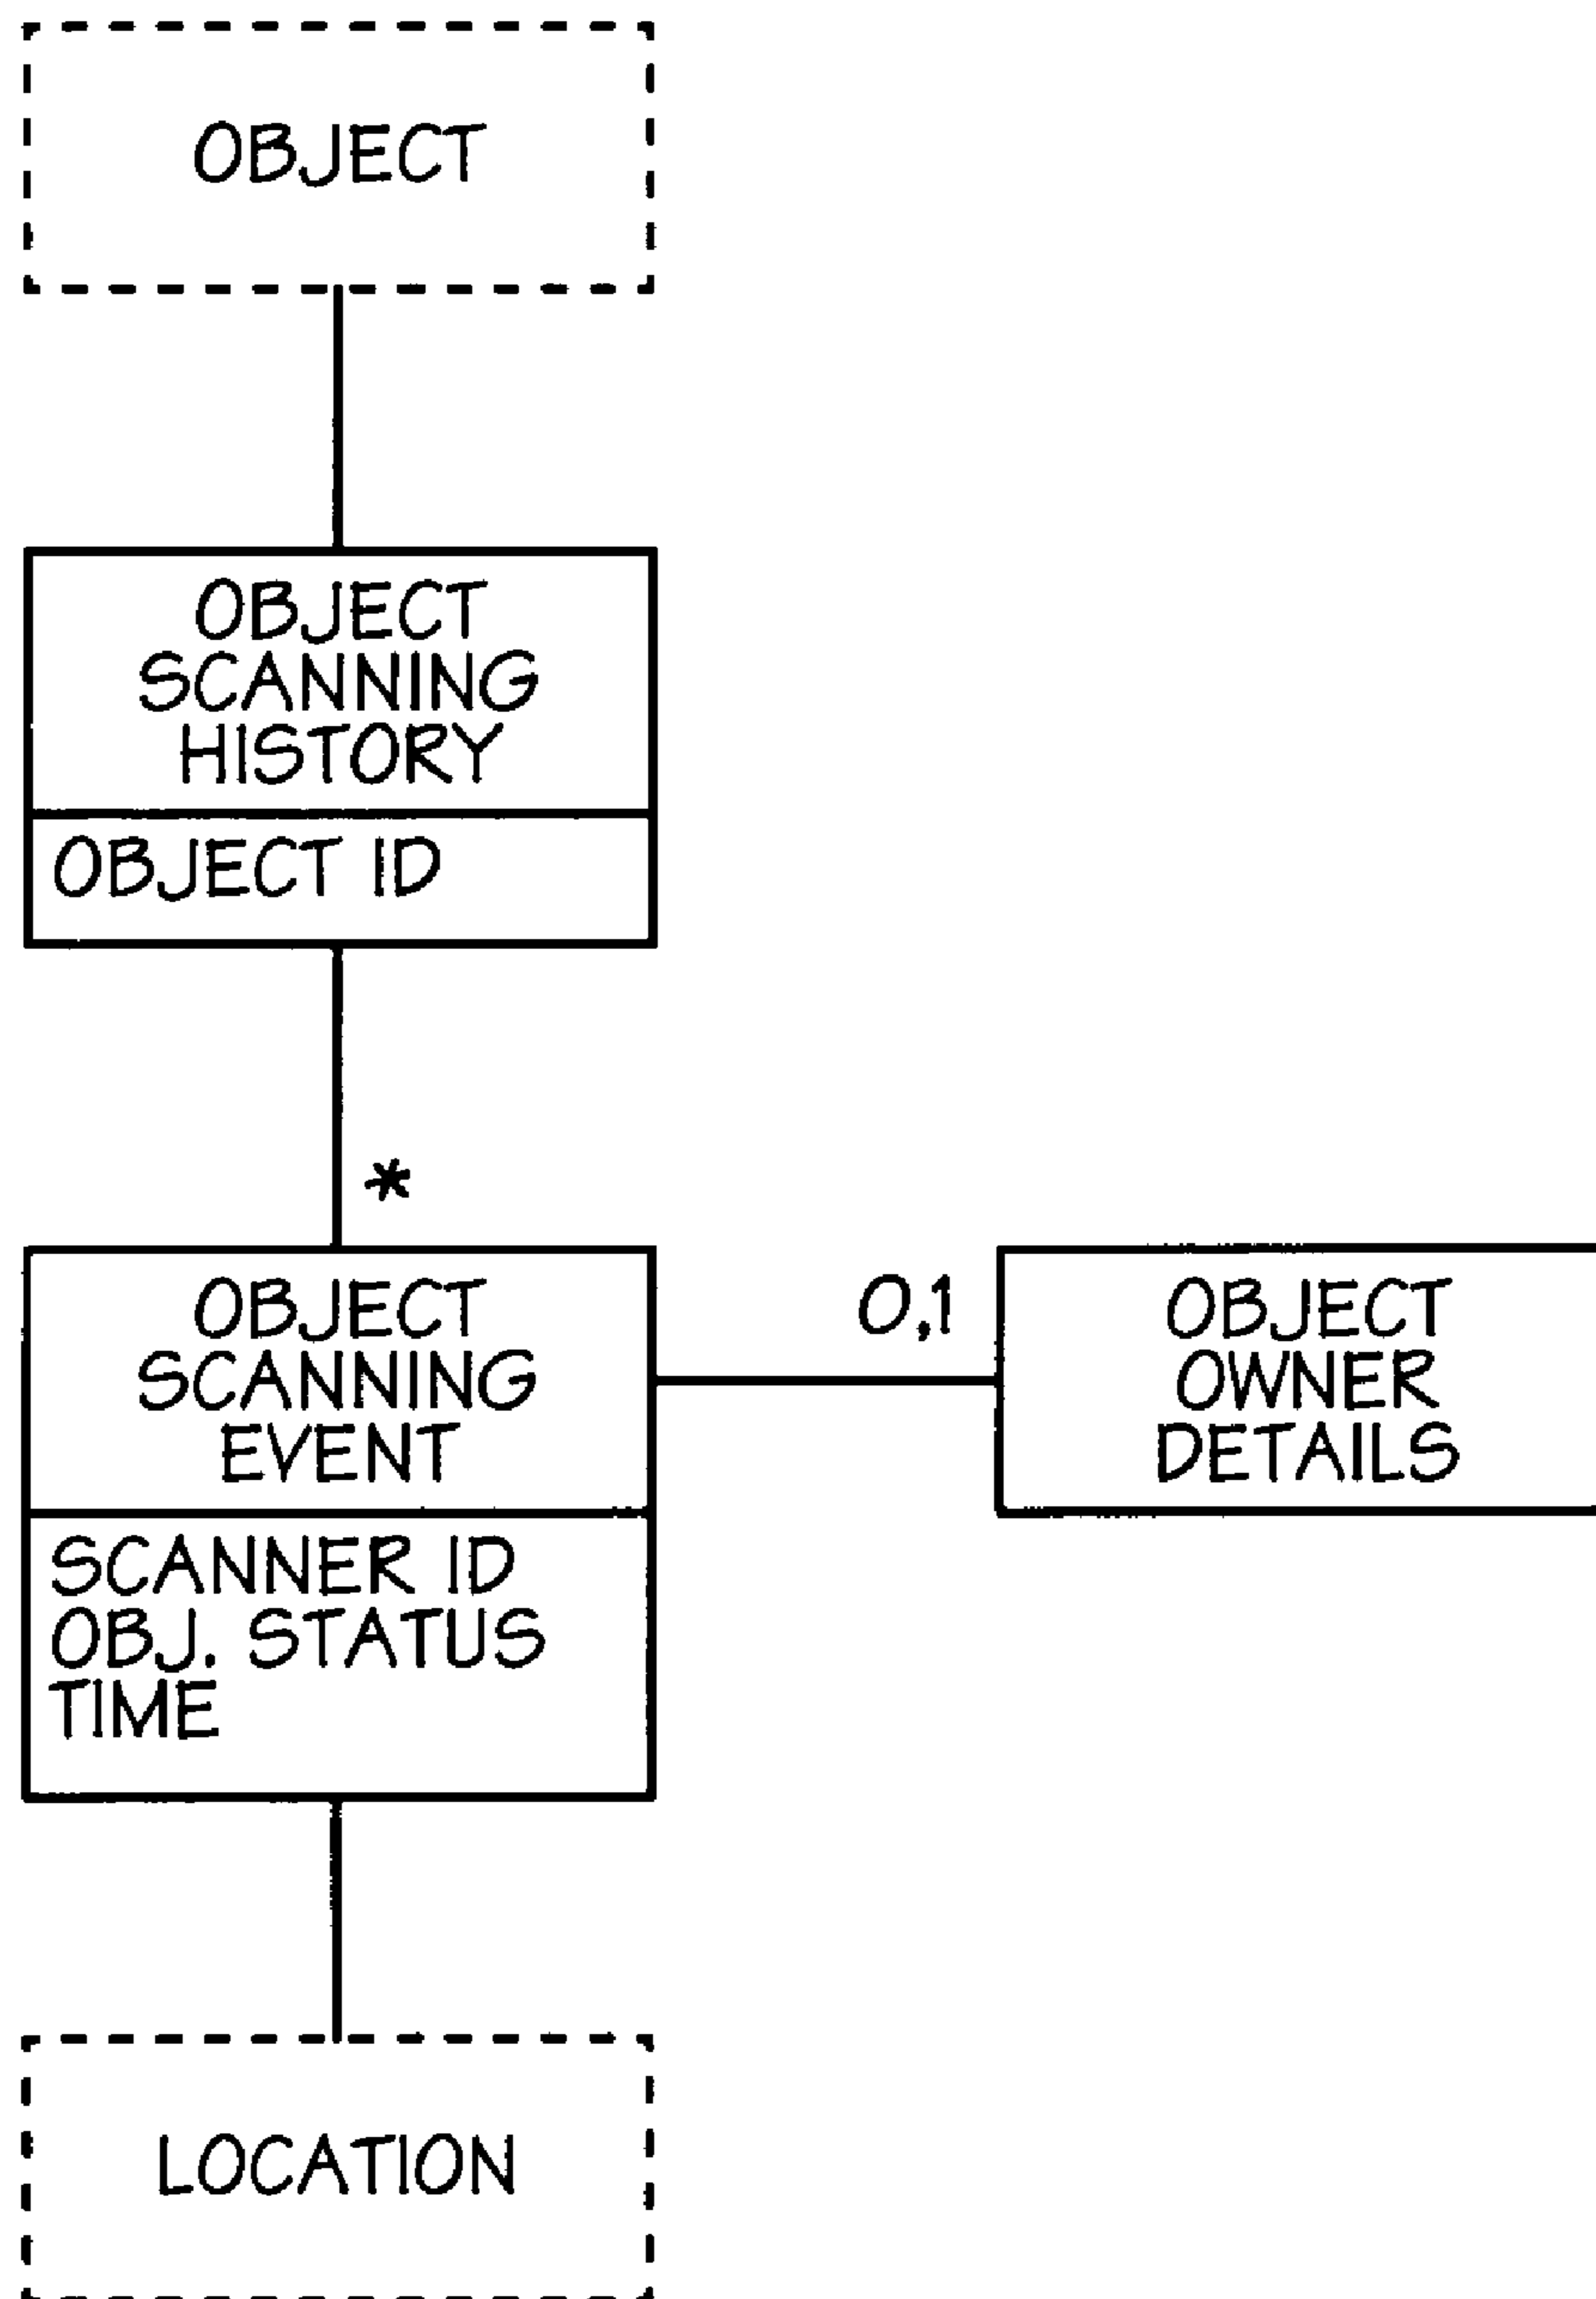 OBJECT
OBJECT
SCANNING
HISTORY
OBJECT ID
*
OBJECT
SCANNING
EVENT
SCANNER ID
OBJ. STATUS
TIME
0,1
OBJECT
OWNER
DETAILS
LOCATION